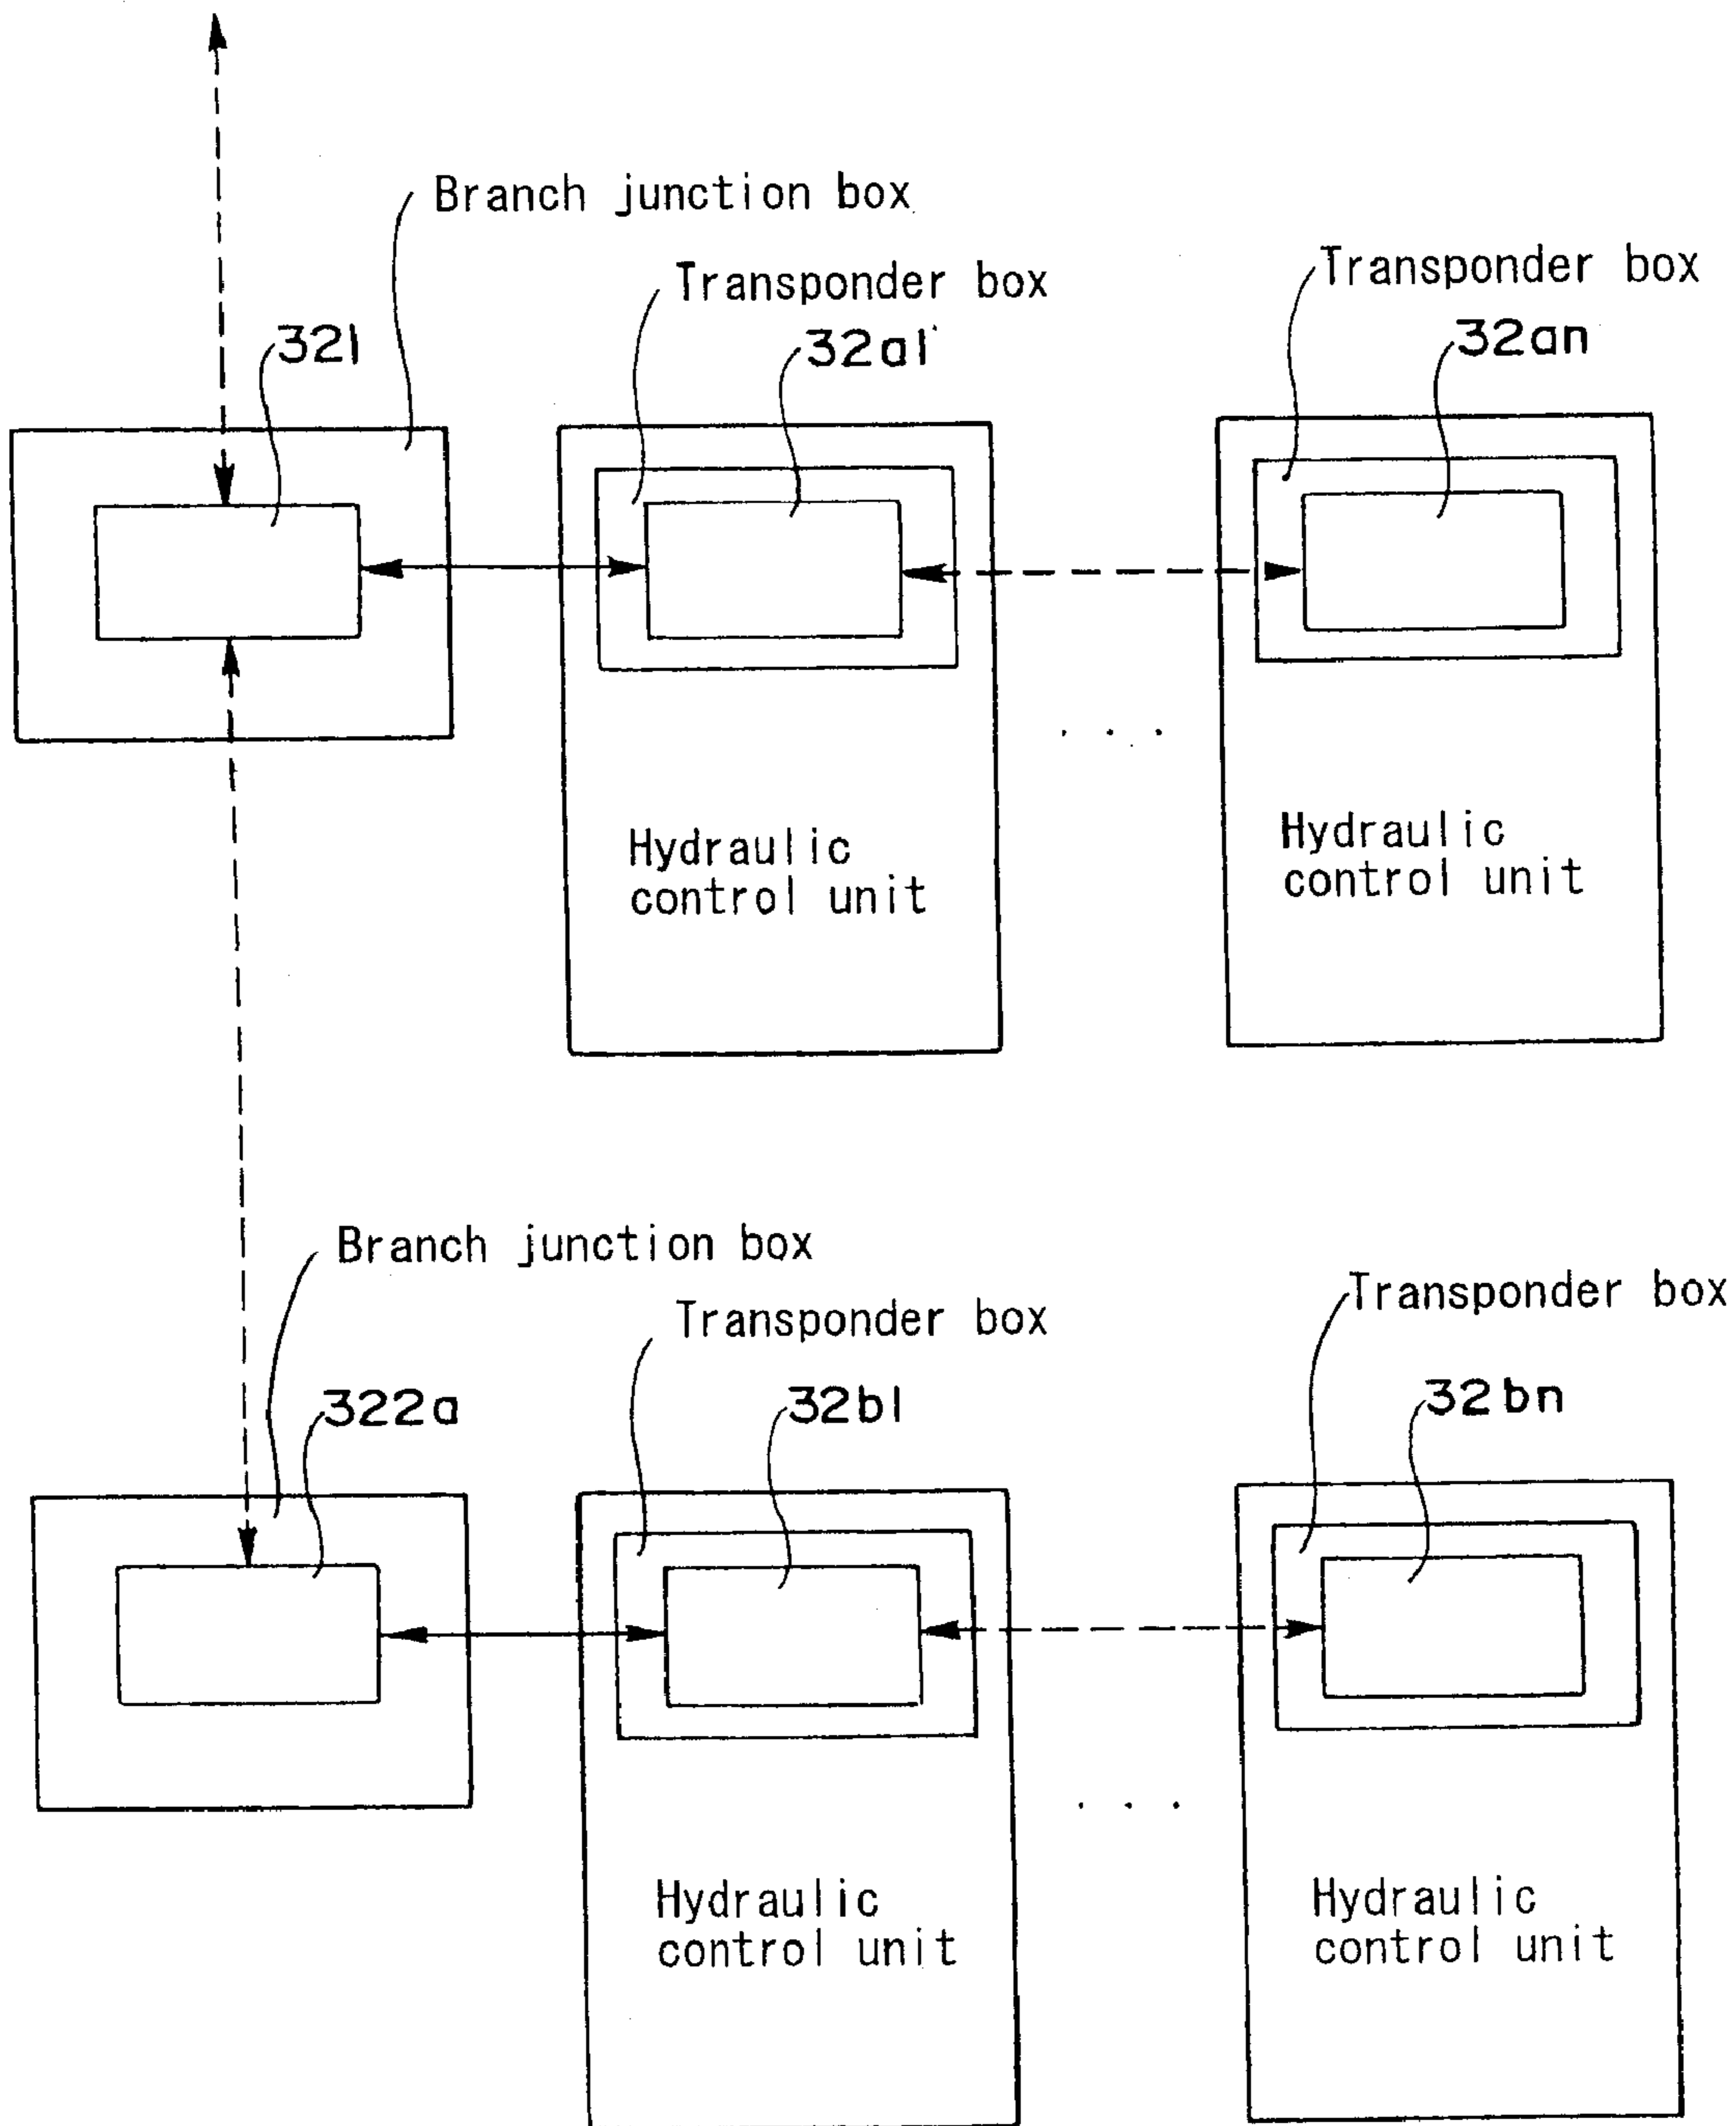 Branch junction box
Transponder box
Transponder box
321
32a1
32an
Hydraulic
control unit
Hydraulic
control unit
. . .
Branch junction box
Transponder box
Transponder box
322a
32b1
32bn
Hydraulic
control unit
Hydraulic
control unit
. . .